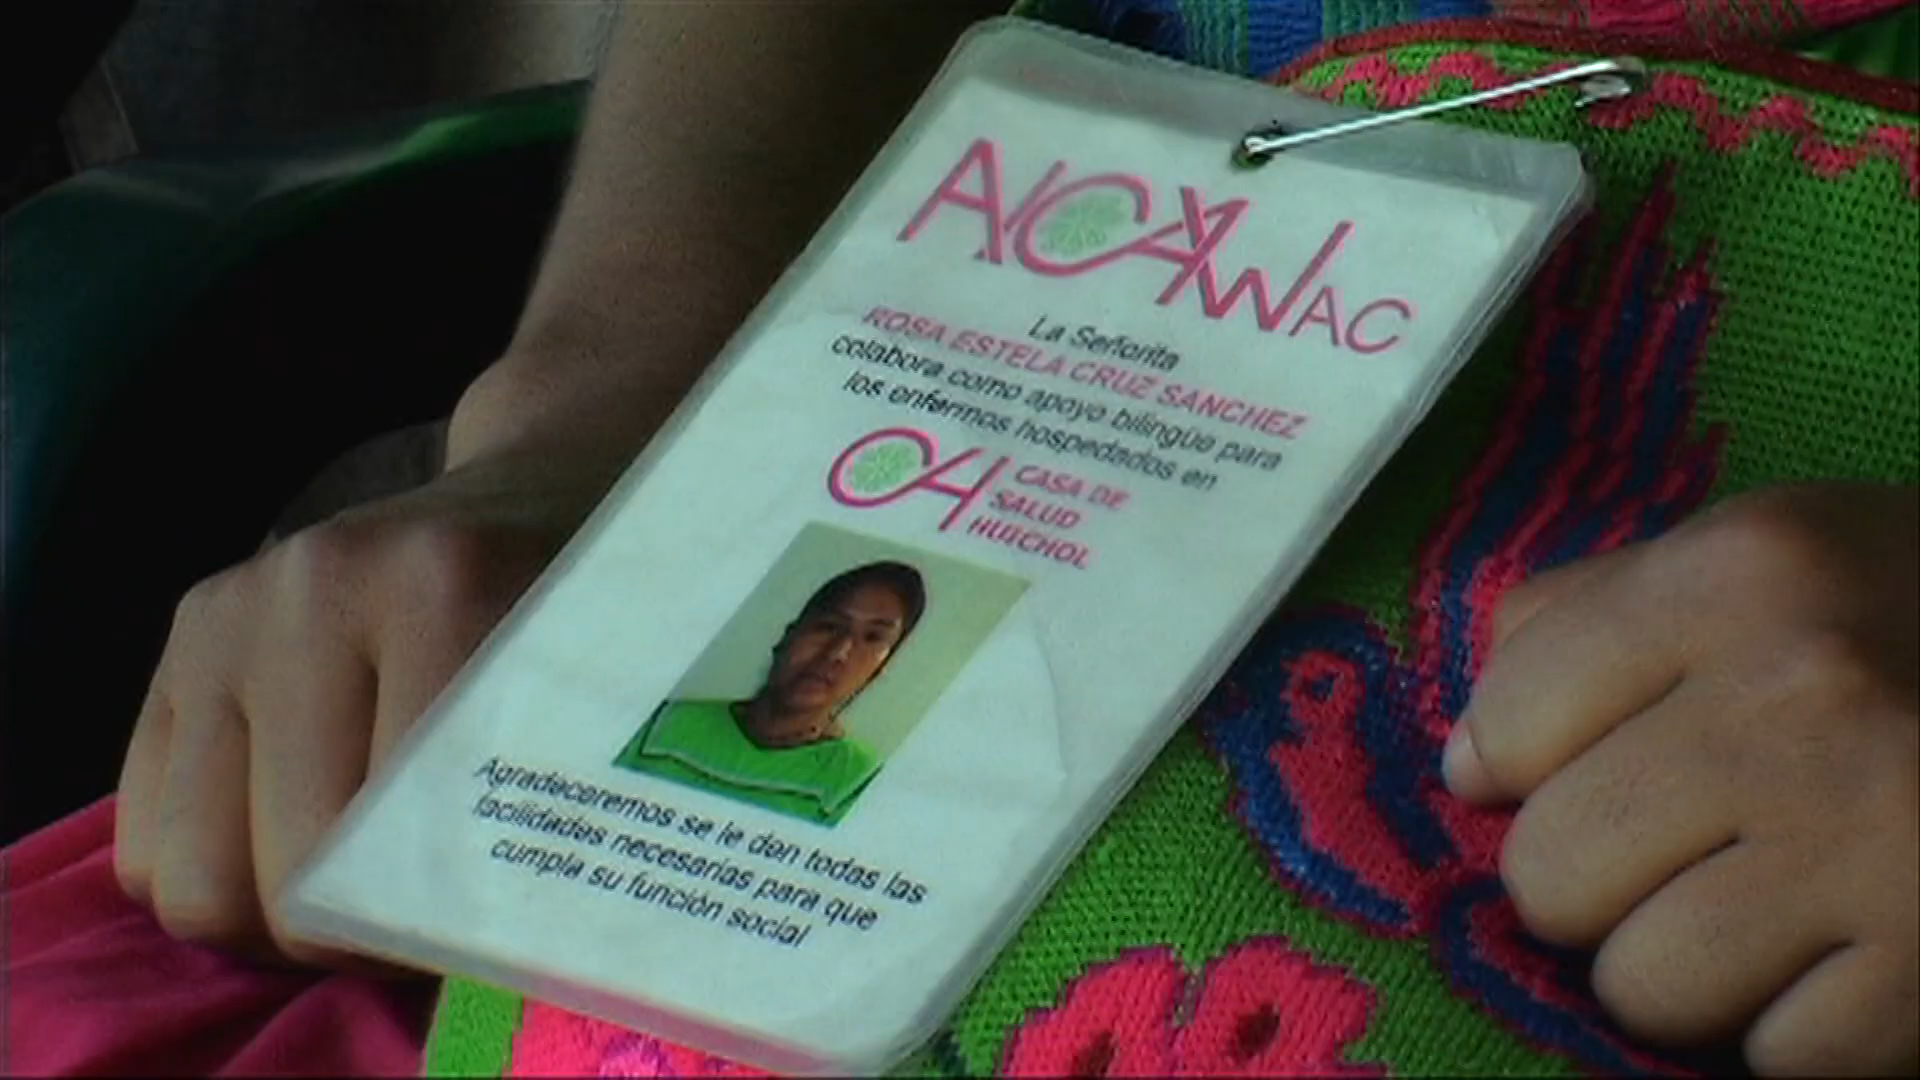 AICAWAC
La Señorita
ROSA ESTELA CRUZ SANCHEZ
colabora como apoyo bilingüe para
los enfermos hospedados en
CASA DE
SALUD
HUICHOL
Agradeceremos se le den todas las
facilidades necesarias para que
cumpla su función social